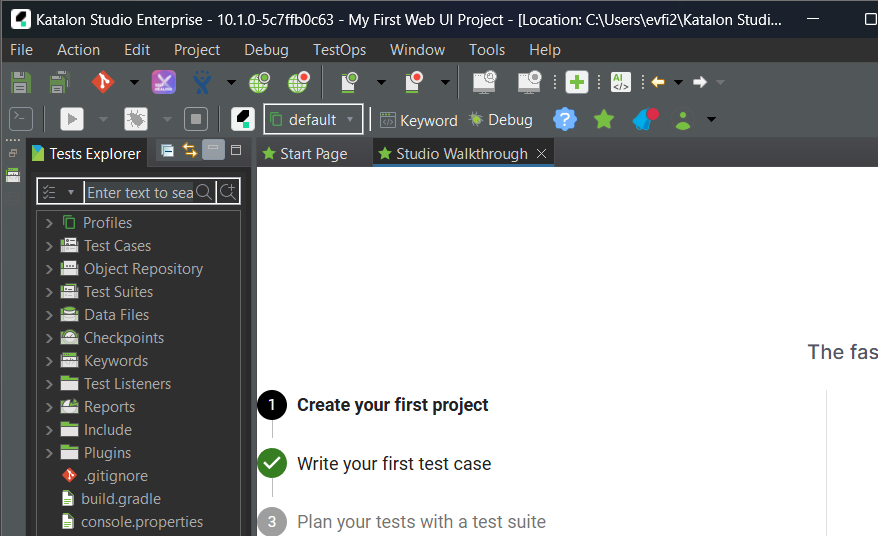 Katalon Studio Enterprise - 10.1.0-5c7ffb0c63 - My First Web UI Project - [Location: C:\Users\evfi2\Katalon Studi...
File Action Edit Project Debug TestOps Window Tools Help
AI
default Keyword Debug ?
Tests Explorer Start Page Studio Walkthrough
Enter text to sea
Profiles
Test Cases
Object Repository
Test Suites
Data Files
Checkpoints
Keywords
Test Listeners
Reports
Include
Plugins
.gitignore
build.gradle
console.properties
The fas
1 Create your first project
Write your first test case
3 Plan your tests with a test suite